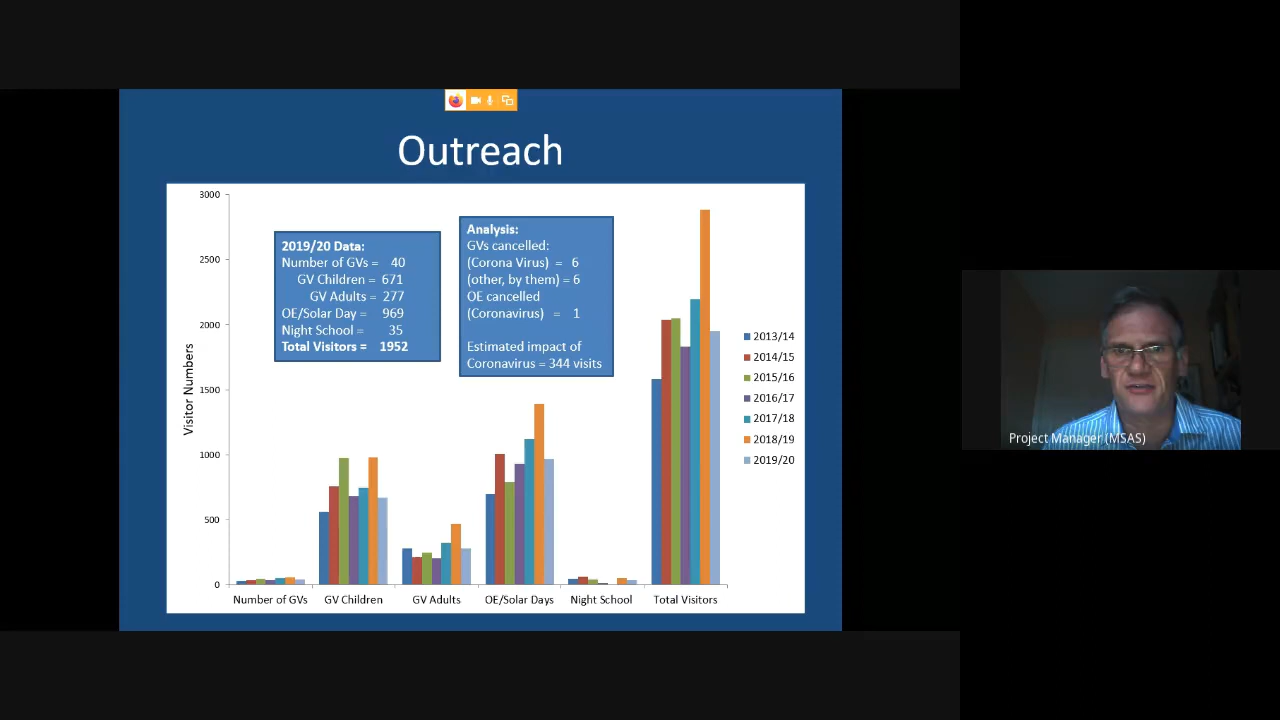 Outreach
3000
2500
2000
1500
1000
500
0
Visitor Numbers
2019/20 Data:
Number of GVs = 40
GV Children = 671
GV Adults = 277
OE/Solar Day = 969
Night School = 35
Total Visitors = 1952
Analysis:
GVs cancelled:
(Corona Virus) = 6
(other, by them) = 6
OE cancelled
(Coronavirus) = 1
Estimated impact of
Coronavirus = 344 visits
2013/14
2014/15
2015/16
2016/17
2017/18
2018/19
2019/20
Number of GVs
GV Children
GV Adults
OE/Solar Days
Night School
Total Visitors
Project Manager (MSAS)